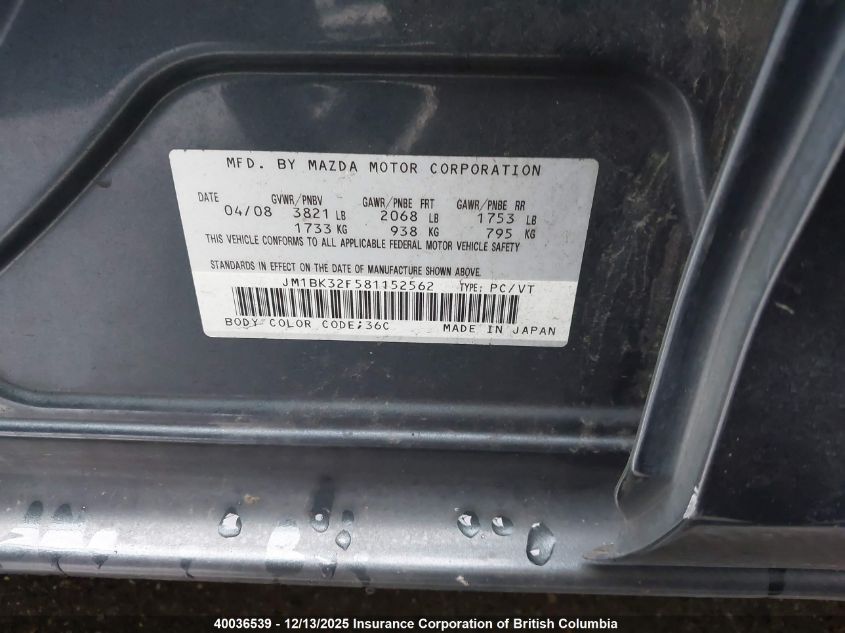 MFD. BY MAZDA MOTOR CORPORATION
DATE GVWR/PNBV GAWR/PNBE FRT GAWR/PNBE RR
04/08 3821 LB 2068 LB 1753 LB
1733 KG 938 KG 795 KG
THIS VEHICLE CONFORMS TO ALL APPLICABLE FEDERAL MOTOR VEHICLE SAFETY
STANDARDS IN EFFECT ON THE DATE OF MANUFACTURE SHOWN ABOVE.
JM1BK32F581152562 TYPE: PC/VT
BODY COLOR CODE;36C MADE IN JAPAN
40036539 - 12/13/2025 Insurance Corporation of British Columbia